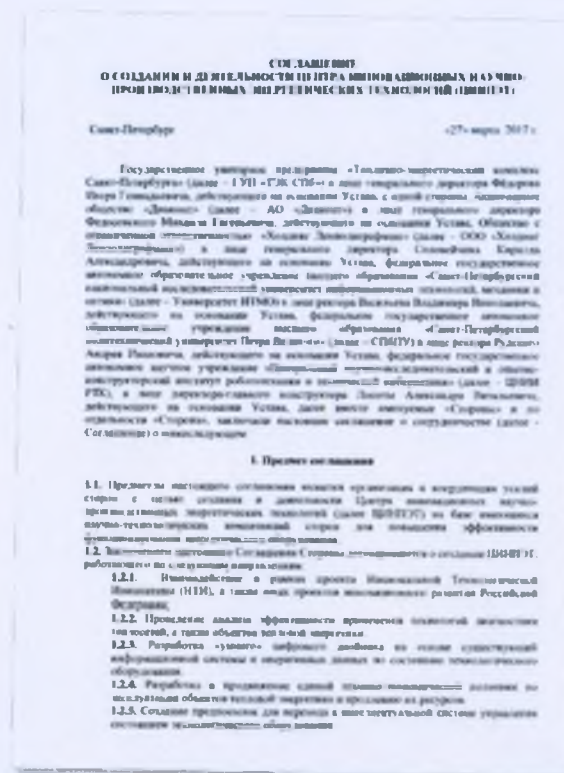 СОГЛАШЕНИЕ
О СОЗДАНИИ И ДЕЯТЕЛЬНОСТИ ЦЕНТРА ИННОВАЦИОННЫХ НАУЧНО-
ПРОИЗВОДСТВЕННЫХ ЭНЕРГЕТИЧЕСКИХ ТЕХНОЛОГИЙ (ЦИНПЭТ)
Санкт-Петербург «27» марта 2017 г.
Государственное унитарное предприятие «Топливно-энергетический комплекс
Санкт-Петербурга» (далее – ГУП «ТЭК СПб») в лице генерального директора Фёдорова
Игоря Геннадьевича, действующего на основании Устава, с одной стороны,
общество (далее – АО в лице генерального директора
Михаила Евгеньевича, действующего на основании Устава, Общество с
ограниченной ответственностью «Холдинг (далее – ООО «Холдинг
в лице генерального директора Кирилла
Александровича, действующего на основании Устава, федеральное государственное
автономное образовательное учреждение высшего образования «Санкт-Петербургский
национальный исследовательский университет информационных технологий, механики и
оптики» (далее – Университет ИТМО) в лице ректора Васильева Владимира Николаевича,
действующего на основании Устава, федеральное государственное автономное
образовательное учреждение высшего образования «Санкт-Петербургский
политехнический университет Петра Великого» (далее – СПбПУ) в лице ректора Рудского
Андрея Ивановича, действующего на основании Устава, федеральное государственное
автономное научное учреждение «Центральный научно-исследовательский и опытно-
конструкторский институт робототехники и технической кибернетики» (далее – ЦНИИ
РТК), в лице директора-главного конструктора Лопоты Александра Витальевича,
действующего на основании Устава, далее вместе именуемые «Стороны» и по
отдельности «Сторона», заключили настоящее соглашение о сотрудничестве (далее -
Соглашение) о нижеследующем:
1. Предмет соглашения
1.1. Предметом настоящего соглашения является организация и координация усилий
сторон с целью создания и деятельности Центра инновационных научно-
производственных энергетических технологий (далее ЦИНПЭТ) на базе имеющихся
научно-технологических компетенций сторон для повышения эффективности
функционирования оборудования.
1.2. настоящего Соглашения Стороны договариваются о создании ЦИНПЭТ,
работающего по следующим направлениям:
1.2.1. Взаимодействие в рамках проекта Национальной Технологической
Инициативы (НТИ), а также иных проектов инновационного развития Российской
Федерации;
1.2.2. Проведение анализа эффективности применения технологий диагностики
теплосетей, а также объектов тепловой энергетики.
1.2.3. Разработка «умного» цифрового двойника на основе существующей
информационной системы и оперативных данных по состоянию технологического
оборудования.
1.2.4. Разработка и продвижение единой политики по
эксплуатации объектов тепловой энергетики и продлению их ресурса.
1.2.5. Создание предпосылок для перехода к интеллектуальной системе управления
состоянием технологического оборудования